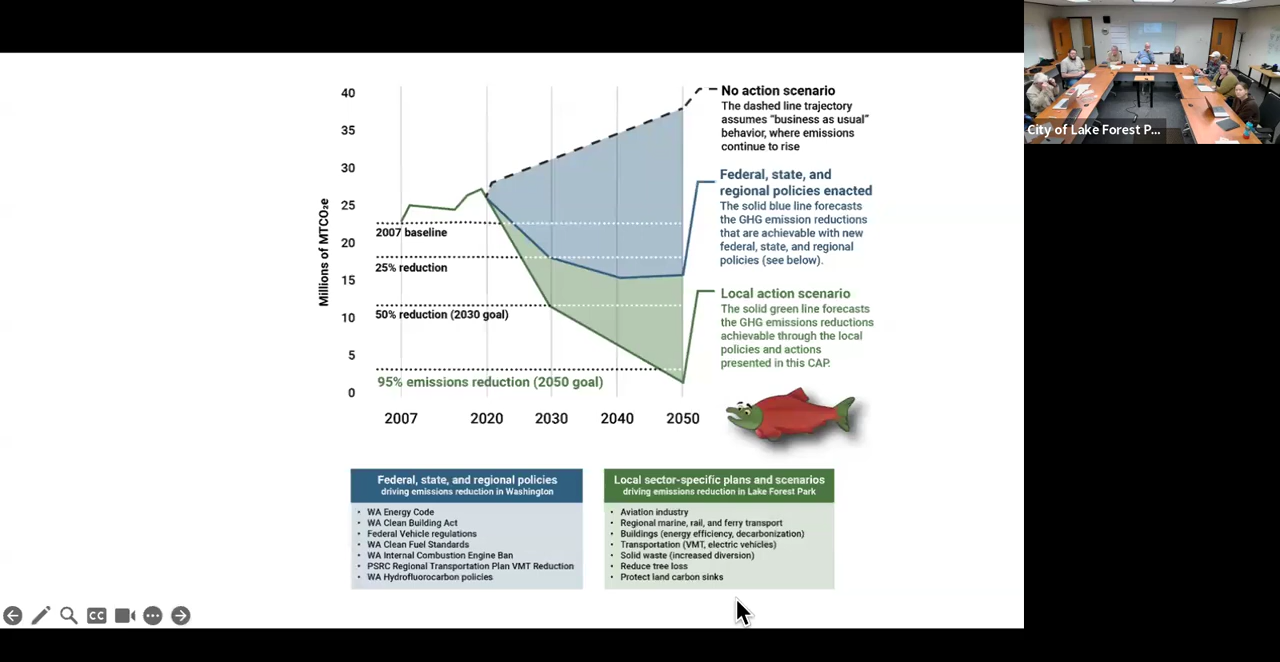 40
35
30
25
20
15
10
5
0
Millions of MTCO₂e
2007 baseline
25% reduction
50% reduction (2030 goal)
95% emissions reduction (2050 goal)
2007
2020
2030
2040
2050
No action scenario
The dashed line trajectory
assumes “business as usual”
behavior, where emissions
continue to rise
Federal, state, and
regional policies enacted
The solid blue line forecasts
the GHG emission reductions
that are achievable with new
federal, state, and regional
policies (see below).
Local action scenario
The solid green line forecasts
the GHG emissions reductions
achievable through the local
policies and actions
presented in this CAP.
Federal, state, and regional policies
driving emissions reduction in Washington
• WA Energy Code
• WA Clean Building Act
• Federal Vehicle regulations
• WA Clean Fuel Standards
• WA Internal Combustion Engine Ban
• PSRC Regional Transportation Plan VMT Reduction
• WA Hydrofluorocarbon policies
Local sector-specific plans and scenarios
driving emissions reduction in Lake Forest Park
• Aviation industry
• Regional marine, rail, and ferry transport
• Buildings (energy efficiency, decarbonization)
• Transportation (VMT, electric vehicles)
• Solid waste (increased diversion)
• Reduce tree loss
• Protect land carbon sinks
CC
City of Lake Forest P...